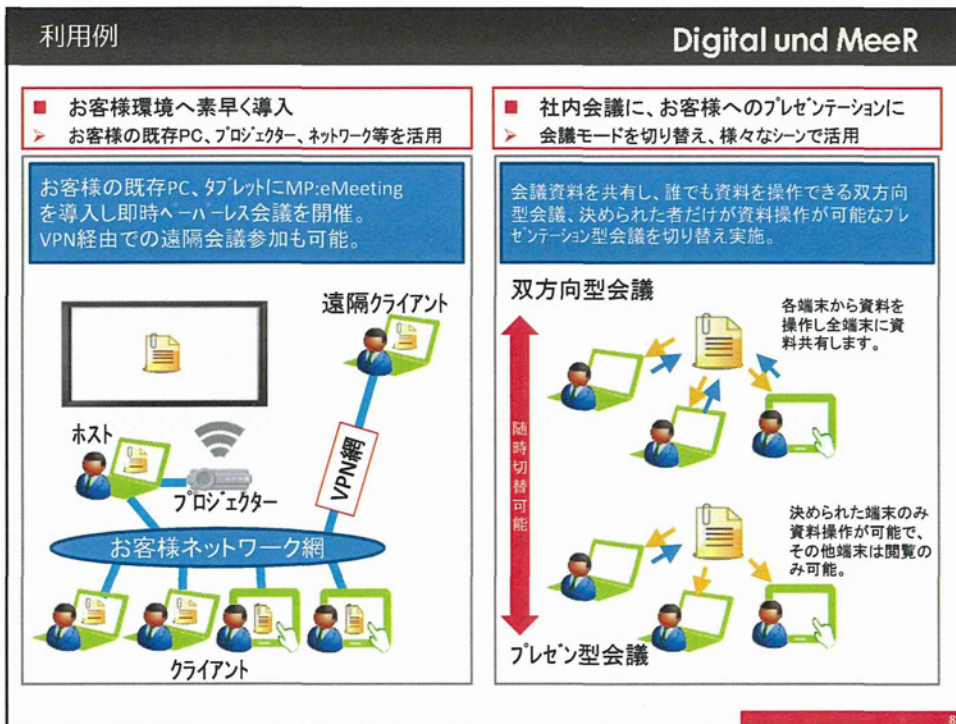 利用例
Digital und MeeR
■ お客様環境へ素早く導入
➢ お客様の既存PC、プロジェクター、ネットワーク等を活用
お客様の既存PC、タブレットにMP:eMeeting
を導入し即時ペーパーレス会議を開催。
VPN経由での遠隔会議参加も可能。
遠隔クライアント
ホスト
プロジェクター
VPN網
お客様ネットワーク網
クライアント
■ 社内会議に、お客様へのプレゼンテーションに
➢ 会議モードを切り替え、様々なシーンで活用
会議資料を共有し、誰でも資料を操作できる双方向
型会議、決められた者だけが資料操作が可能なプレ
ゼンテーション型会議を切り替え実施。
双方向型会議
各端末から資料を
操作し全端末に資
料共有します。
随時切替可能
決められた端末のみ
資料操作が可能で、
その他端末は閲覧の
み可能。
プレゼン型会議
8